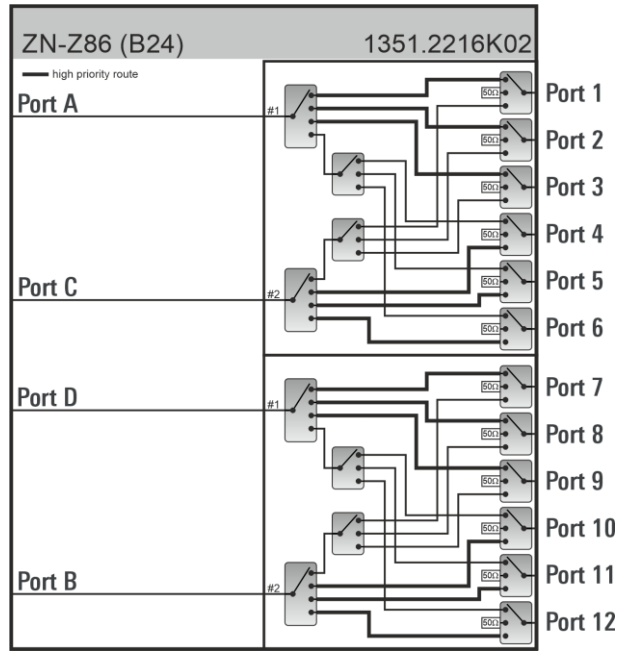 ZN-Z86 (B24) 1351.2216K02
high priority route
Port A
#1
50Ω
Port 1
50Ω
Port 2
50Ω
Port 3
50Ω
Port 4
Port C
#2
50Ω
Port 5
50Ω
Port 6
Port D
#1
50Ω
Port 7
50Ω
Port 8
50Ω
Port 9
50Ω
Port 10
Port B
#2
50Ω
Port 11
50Ω
Port 12